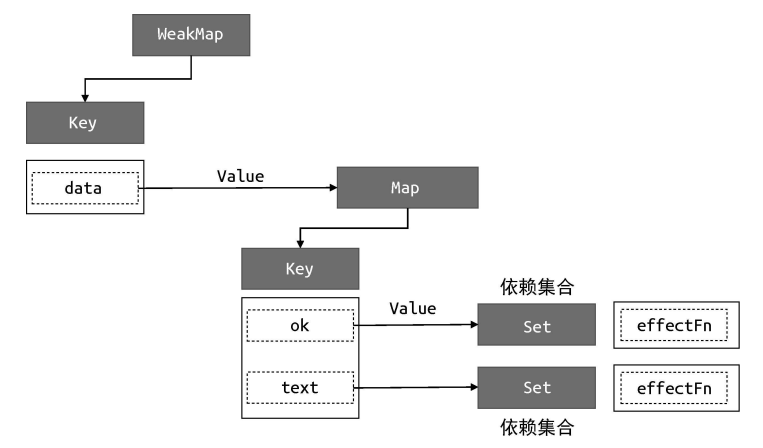 WeakMap
Key
data
Value
Map
Key
依赖集合
ok
Value
Set
effectFn
text
Set
effectFn
依赖集合